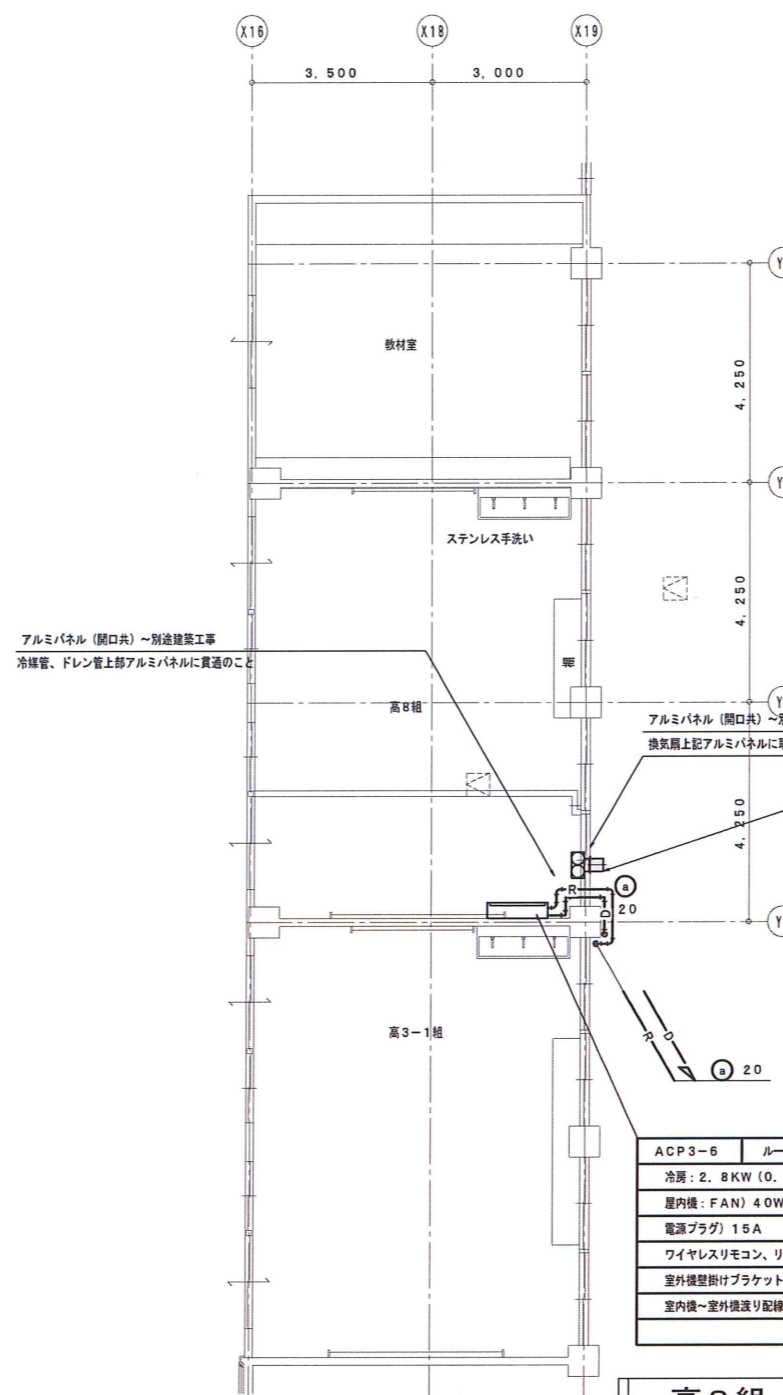 X16
X18
X19
3,500
3,000
Y
教材室
4,250
Y
ステンレス手洗い
4,250
アルミパネル（開口共）～別途建築工事
冷媒管、ドレン管上部アルミパネルに貫通のこと
棚
高8組
Y
アルミパネル（開口共）～別
換気扇上記アルミパネルに
4,250
R
a
D
20
Y
高3－1組
R
D
a 20
ACP3－6
ルー
冷房：2．8KW（0．
屋内機：FAN）40W
電源プラグ）15A
ワイヤレスリモコン、リ
室外機壁掛けブラケット
室内機～室外機渡り配線